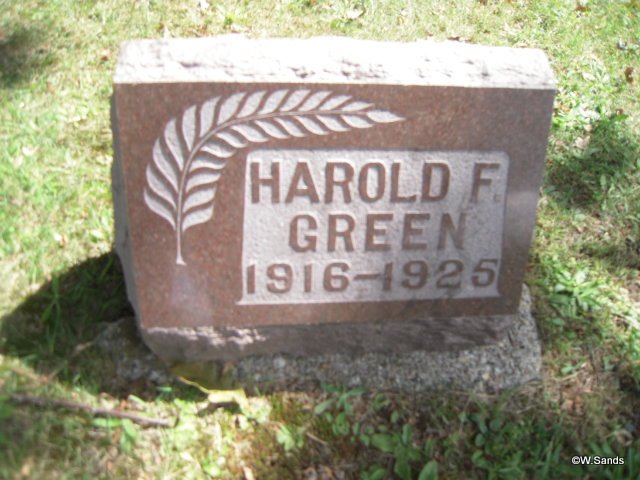 HAROLD F.
GREEN
1916-1925
©W.Sands